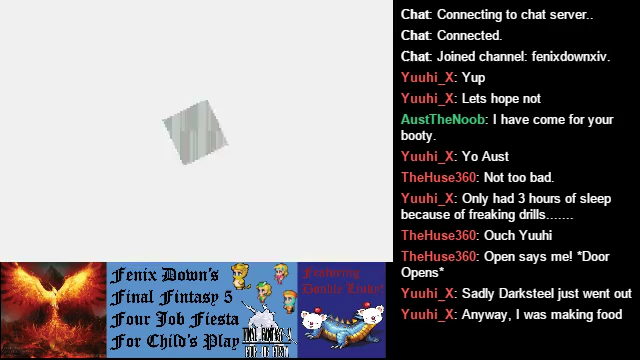 Chat: Connecting to chat server..
Chat: Connected.
Chat: Joined channel: fenixdownxiv.
Yuuhi_X: Yup
Yuuhi_X: Lets hope not
AustTheNoob: I have come for your
booty.
Yuuhi_X: Yo Aust
TheHuse360: Not too bad.
Yuuhi_X: Only had 3 hours of sleep
because of freaking drills.......
TheHuse360: Ouch Yuuhi
TheHuse360: Open says me! *Door
Opens*
Yuuhi_X: Sadly Darksteel just went out
Yuuhi_X: Anyway, I was making food
Fenix Down's
Final Fintasy 5
Four Job Fiesta
For Child's Play
Featuring: